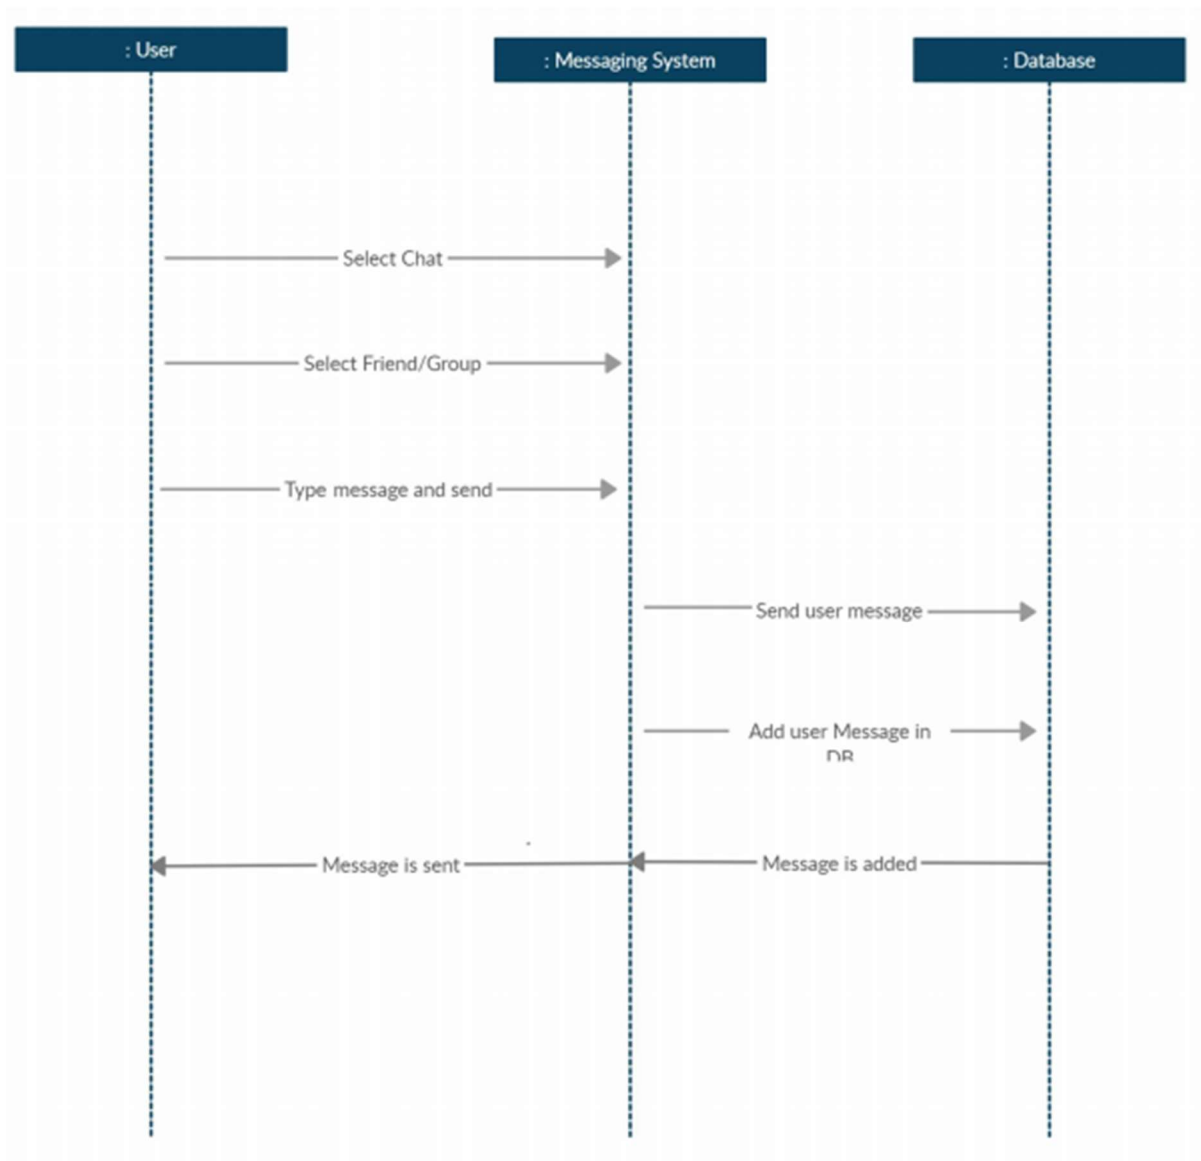 : User
: Messaging System
: Database
Select Chat
Select Friend/Group
Type message and send
Send user message
Add user Message in
DB
Message is sent
Message is added